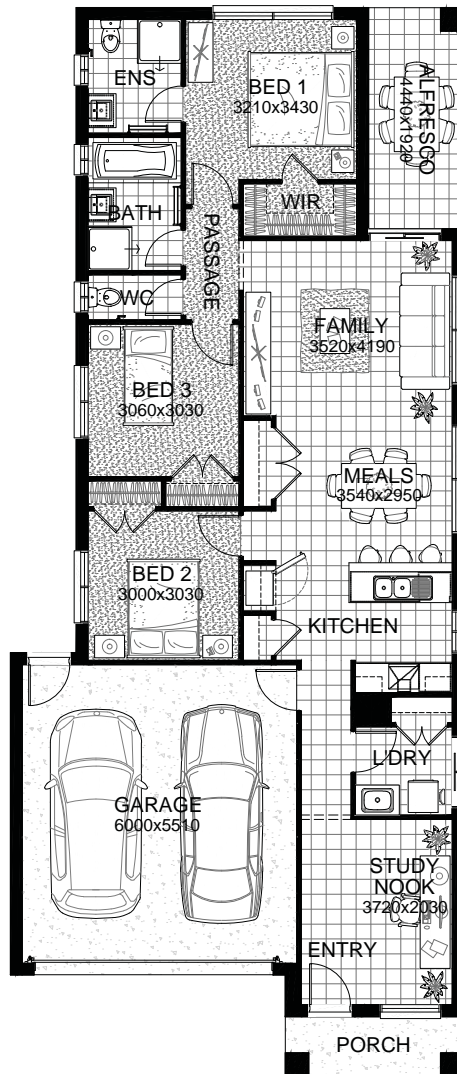 ENS
BED 1
3210x3430
ALFRESCO
4440x1920
BATH
WIR
PASSAGE
WC
FAMILY
3520x4190
BED 3
3060x3030
MEALS
3540x2950
BED 2
3000x3030
KITCHEN
L'DRY
GARAGE
6000x5510
STUDY
NOOK
3720x2030
ENTRY
PORCH